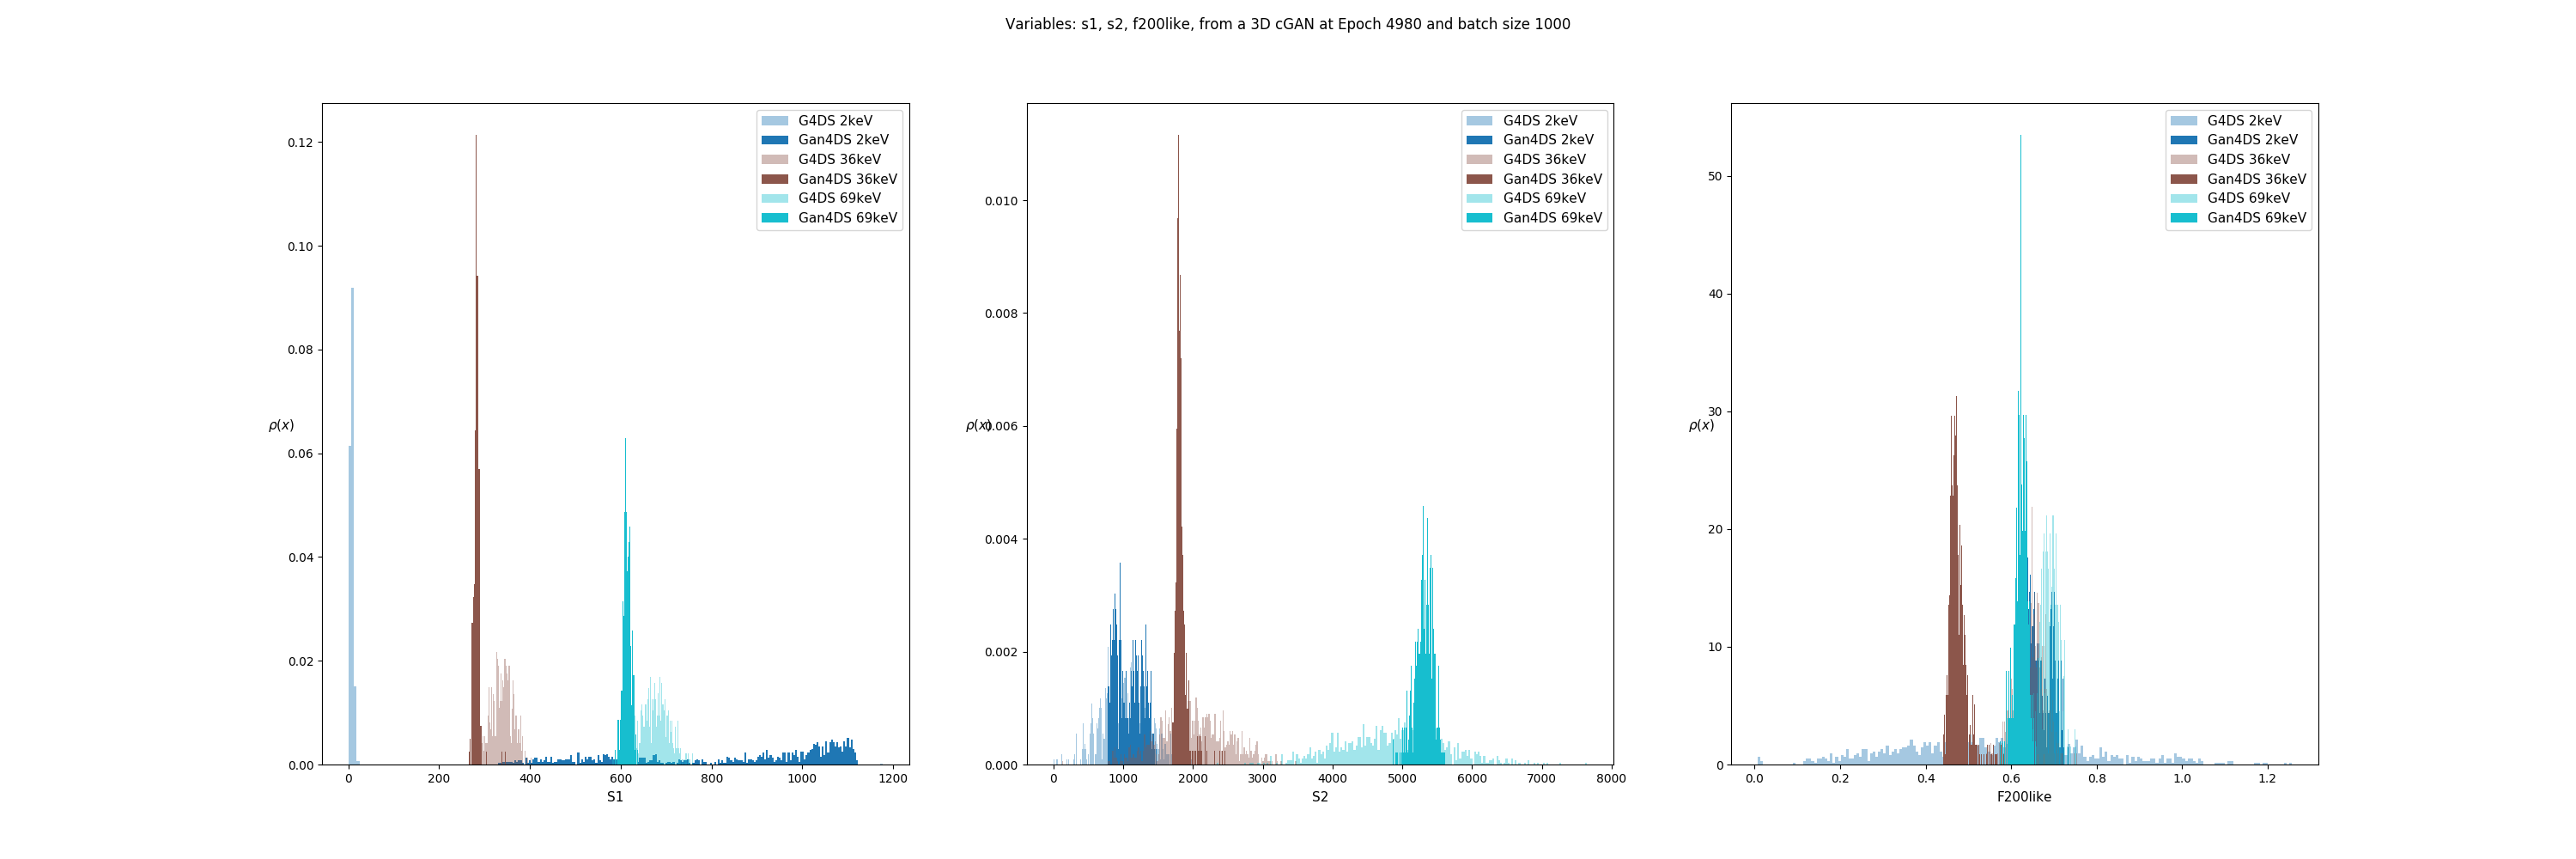 Variables: s1, s2, f200like, from a 3D cGAN at Epoch 4980 and batch size 1000
G4DS 2keV
Gan4DS 2keV
G4DS 36keV
Gan4DS 36keV
G4DS 69keV
Gan4DS 69keV
0.12
0.10
0.08
0.06
0.04
0.02
0.00
ρ(x)
0
200
400
600
800
1000
1200
S1
G4DS 2keV
Gan4DS 2keV
G4DS 36keV
Gan4DS 36keV
G4DS 69keV
Gan4DS 69keV
0.010
0.008
0.006
0.004
0.002
0.000
ρ(x)
0
1000
2000
3000
4000
5000
6000
7000
8000
S2
G4DS 2keV
Gan4DS 2keV
G4DS 36keV
Gan4DS 36keV
G4DS 69keV
Gan4DS 69keV
50
40
30
20
10
0
ρ(x)
0.0
0.2
0.4
0.6
0.8
1.0
1.2
F200like